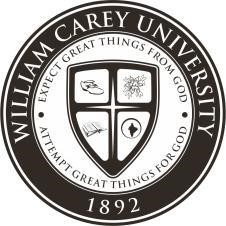 WILLIAM CAREY UNIVERSITY
• EXPECT GREAT THINGS FROM GOD •
ATTEMPT GREAT THINGS FOR GOD
1892